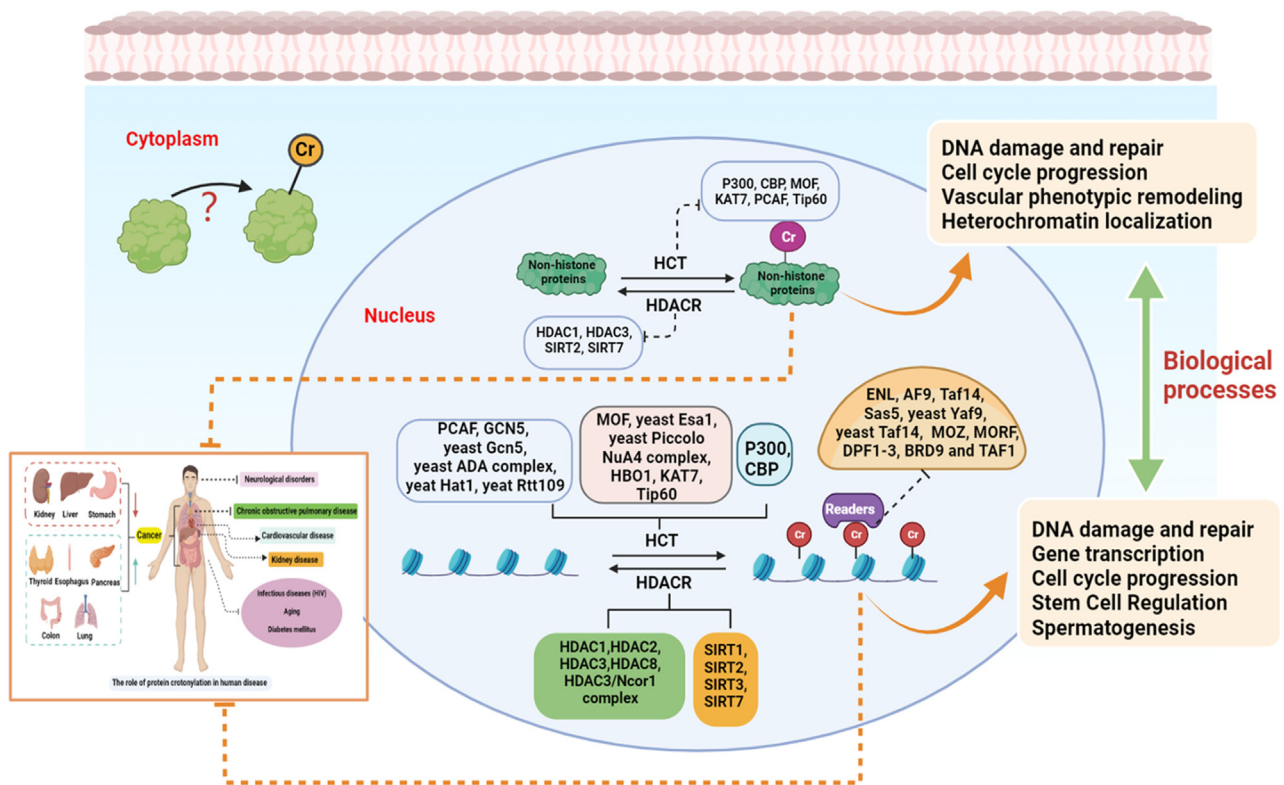 Cytoplasm
Cr
?
Nucleus
P300, CBP, MOF,
KAT7, PCAF, Tip60
Cr
Non-histone
proteins
HCT
HDACR
Non-histone
proteins
HDAC1, HDAC3,
SIRT2, SIRT7
DNA damage and repair
Cell cycle progression
Vascular phenotypic remodeling
Heterochromatin localization
Biological
processes
PCAF, GCN5,
yeast Gcn5,
yeast ADA complex,
yeat Hat1, yeat Rtt109
MOF, yeast Esa1,
yeast Piccolo
NuA4 complex,
HBO1, KAT7,
Tip60
P300,
CBP
ENL, AF9, Taf14,
Sas5, yeast Yaf9,
yeast Taf14, MOZ, MORF,
DPF1-3, BRD9 and TAF1
Readers
Cr
Cr
Cr
HCT
HDACR
HDAC1,HDAC2,
HDAC3,HDAC8,
HDAC3/Ncor1
complex
SIRT1,
SIRT2,
SIRT3,
SIRT7
DNA damage and repair
Gene transcription
Cell cycle progression
Stem Cell Regulation
Spermatogenesis
Kidney Liver Stomach
Cancer
Thyroid Esophagus Pancreas
Colon Lung
Neurological disorders
Chronic obstructive pulmonary disease
Cardiovascular disease
Kidney disease
Infectious diseases (HIV)
Aging
Diabetes mellitus
The role of protein crotonylation in human disease